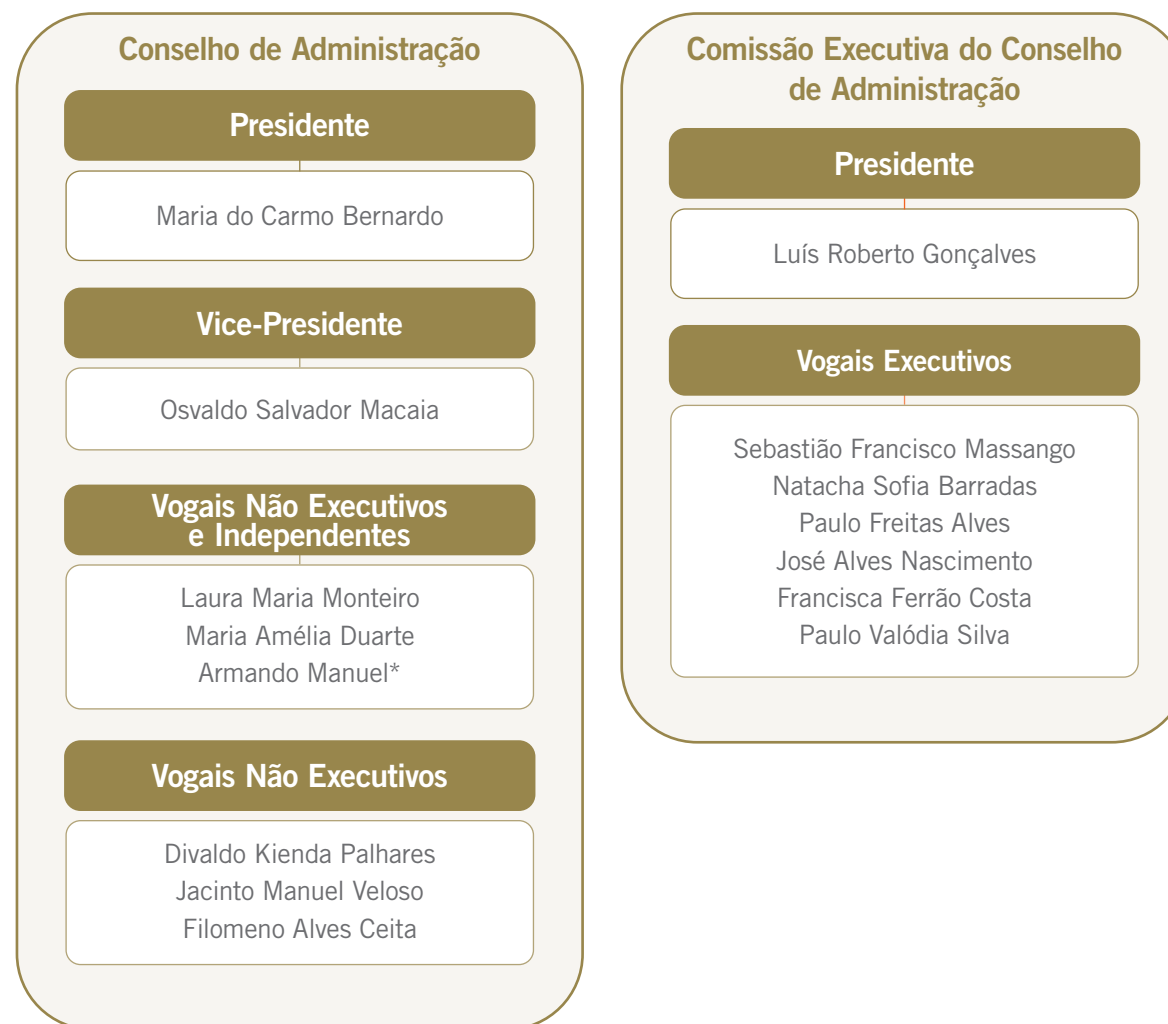 Conselho de Administração
Presidente
Maria do Carmo Bernardo
Vice-Presidente
Osvaldo Salvador Macaia
Vogais Não Executivos
e Independentes
Laura Maria Monteiro
Maria Amélia Duarte
Armando Manuel*
Vogais Não Executivos
Divaldo Kienda Palhares
Jacinto Manuel Veloso
Filomeno Alves Ceita
Comissão Executiva do Conselho
de Administração
Presidente
Luís Roberto Gonçalves
Vogais Executivos
Sebastião Francisco Massango
Natacha Sofia Barradas
Paulo Freitas Alves
José Alves Nascimento
Francisca Ferrão Costa
Paulo Valódia Silva